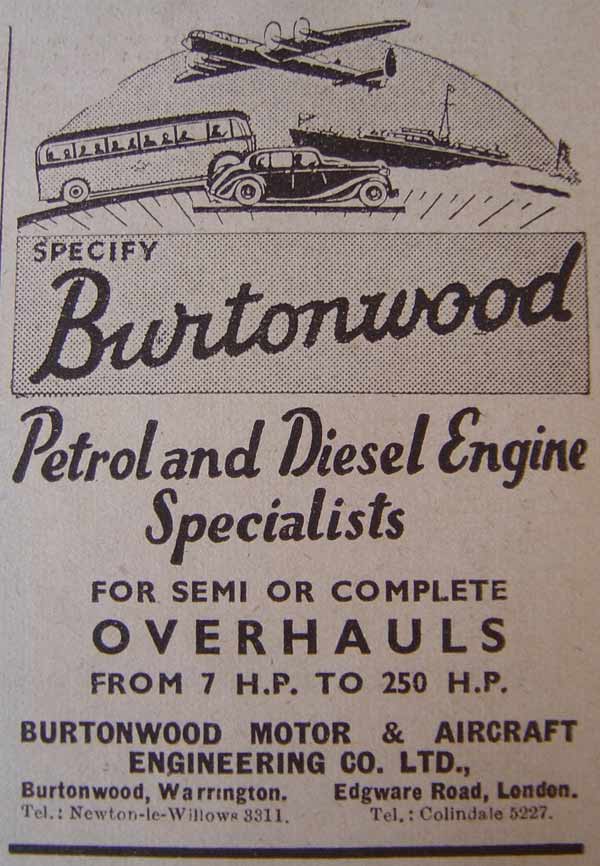 SPECIFY
Burtonwood
Petrol and Diesel Engine
Specialists
FOR SEMI OR COMPLETE
OVERHAULS
FROM 7 H.P. TO 250 H.P.
BURTONWOOD MOTOR & AIRCRAFT
ENGINEERING CO. LTD.,
Burtonwood, Warrington. Edgware Road, London.
Tel.: Newton-le-Willows 3311. Tel.: Colindale 5227.